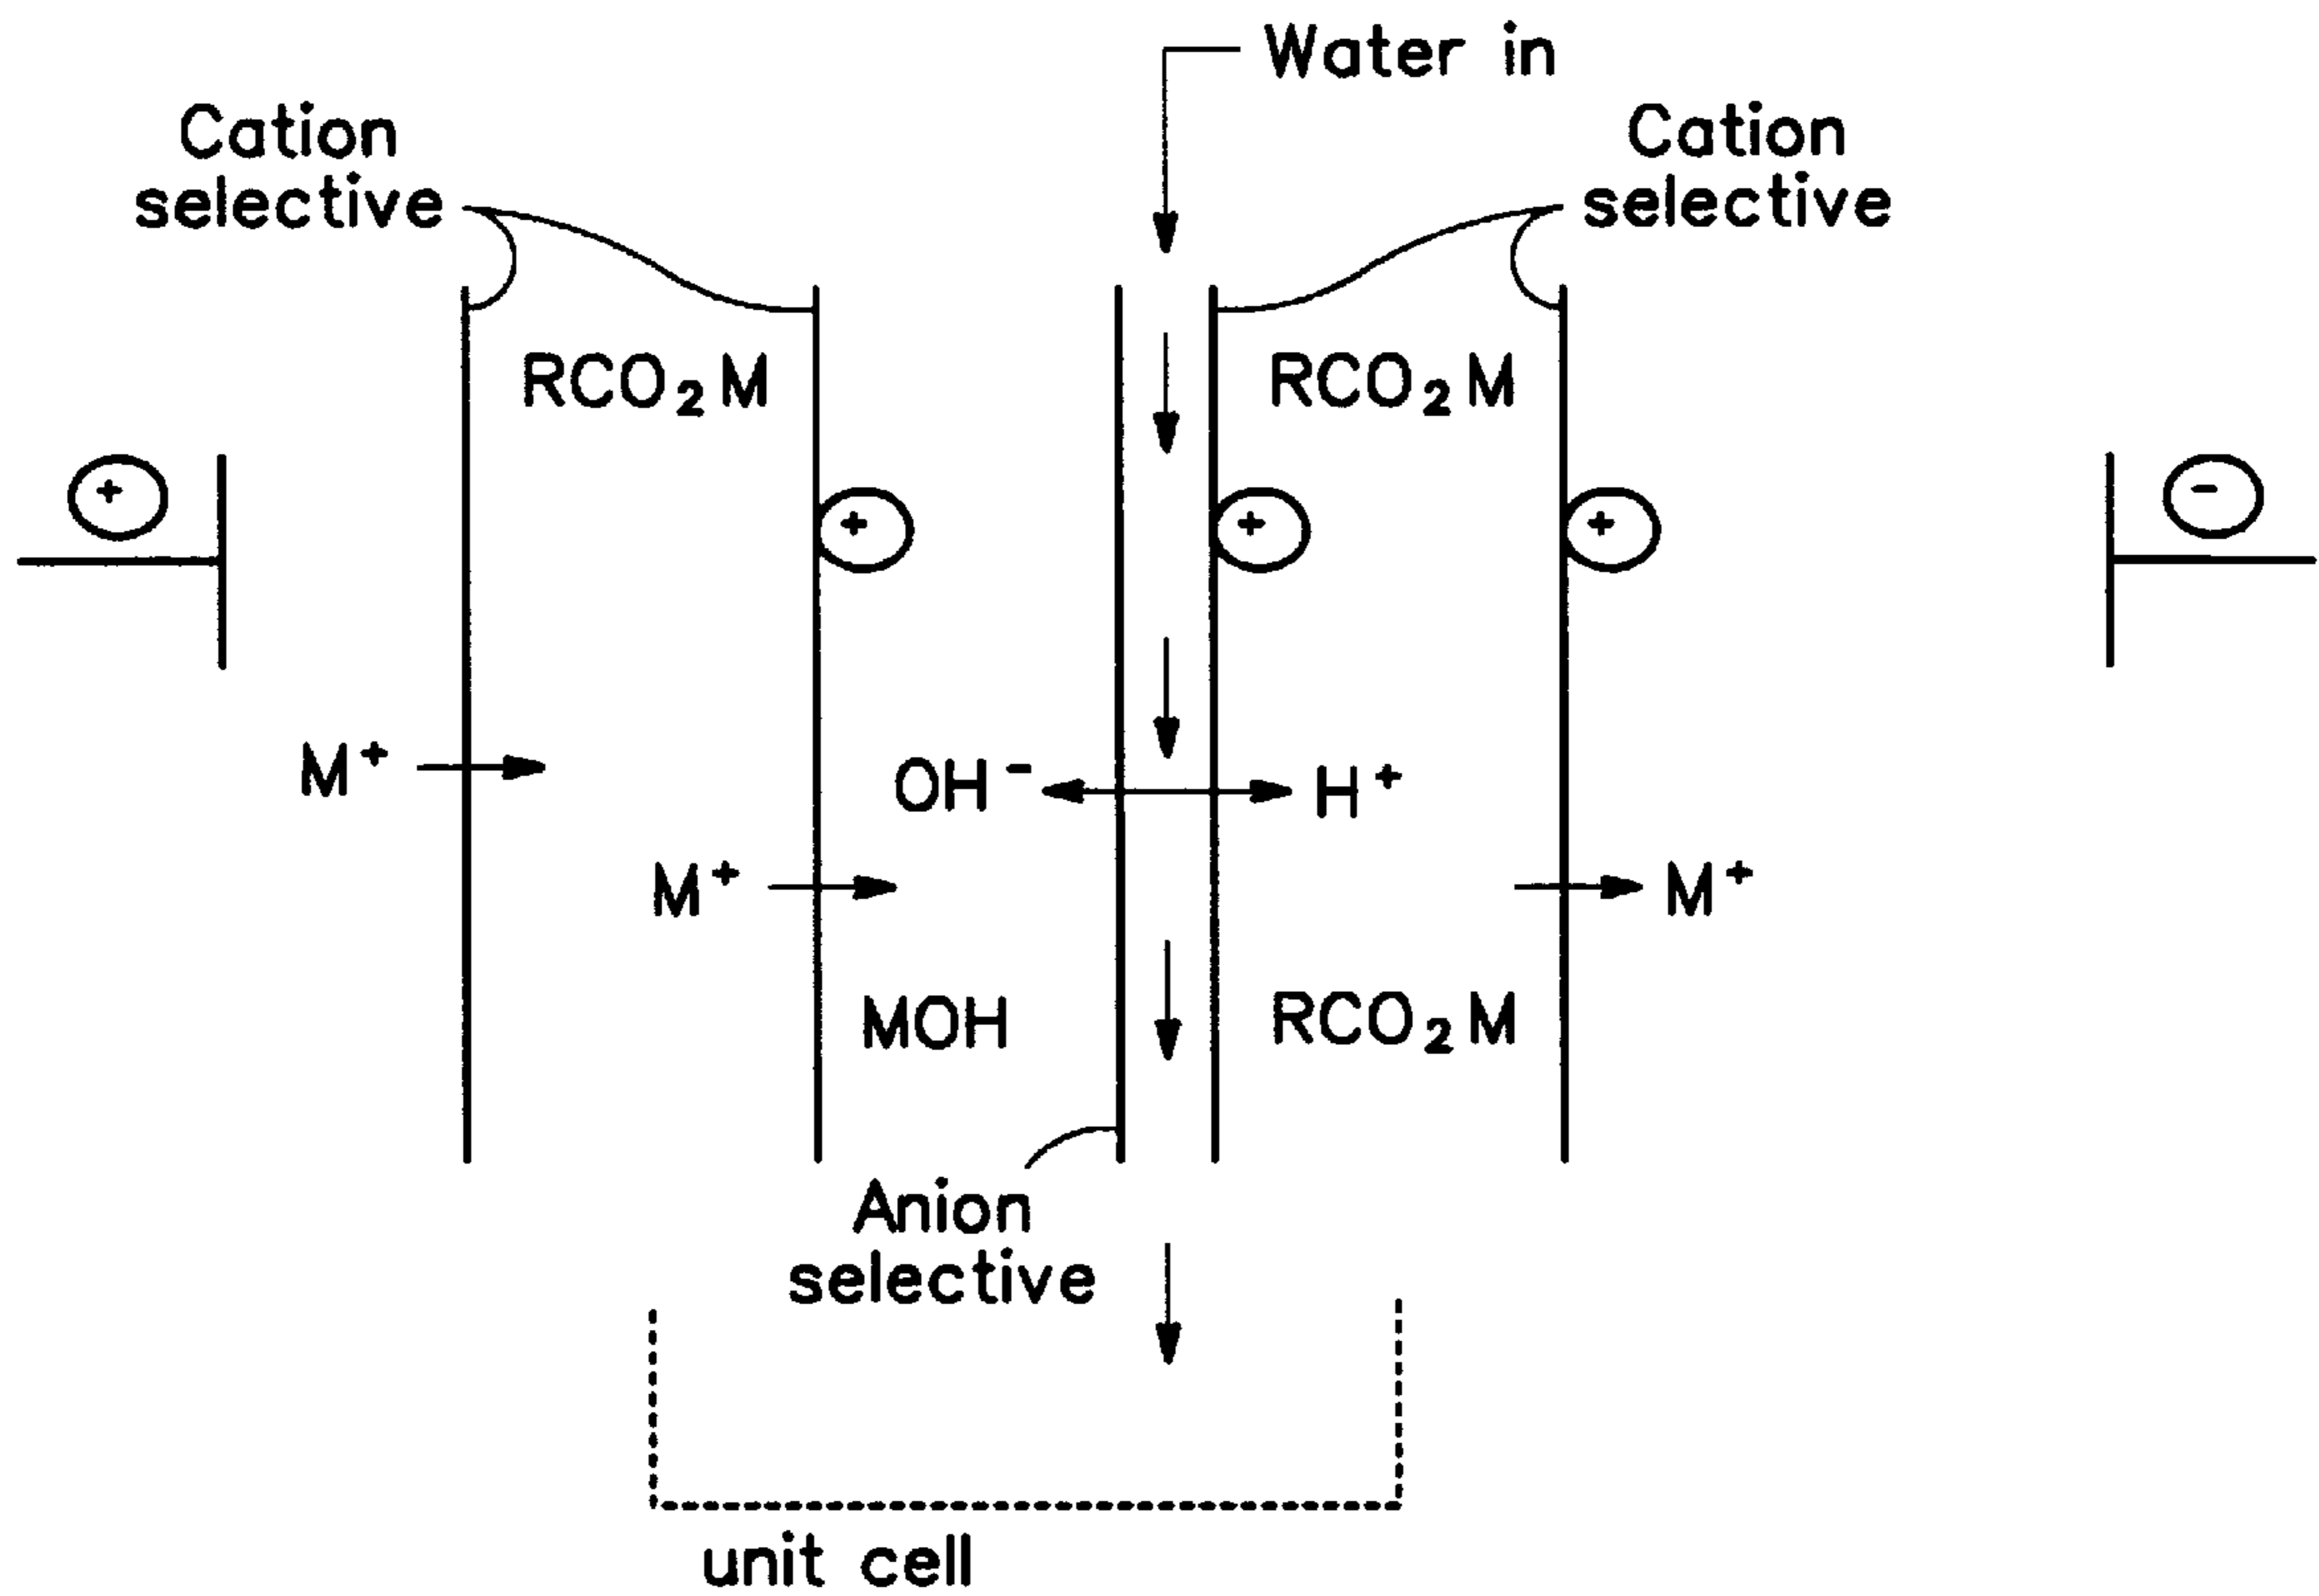 Water in
Cation
selective
Cation
selective
RCO₂M
RCO₂M
+
-
+
+
+
M⁺
OH⁻
H⁺
M⁺
M⁺
MOH
RCO₂M
Anion
selective
unit cell